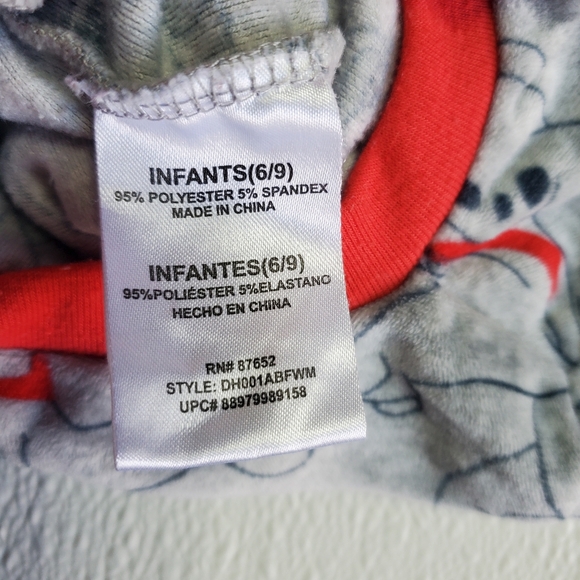 INFANTS(6/9)
95% POLYESTER 5% SPANDEX
MADE IN CHINA
INFANTES(6/9)
95%POLIÉSTER 5%ELASTANO
HECHO EN CHINA
RN# 87652
STYLE: DH001ABFWM
UPC# 88979989158